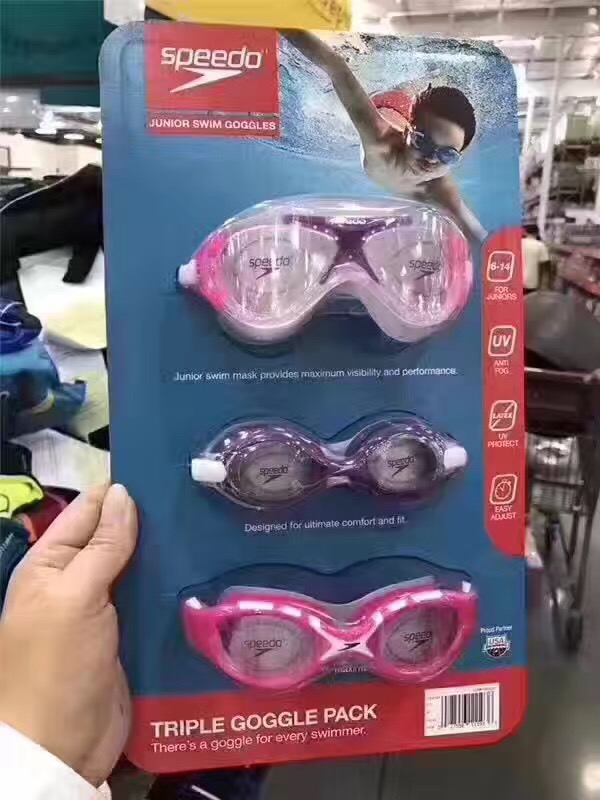 speedo
JUNIOR SWIM GOGGLES
speedo
speedo
6-14
FOR
JUNIORS
UV
ANTI
FOG
Junior swim mask provides maximum visibility and performance.
LATEX
UV
PROTECT
speedo
speedo
EASY
ADJUST
Designed for ultimate comfort and fit.
speedo
speedo
Proud Partner
USA
TRIPLE GOGGLE PACK
There's a goggle for every swimmer.